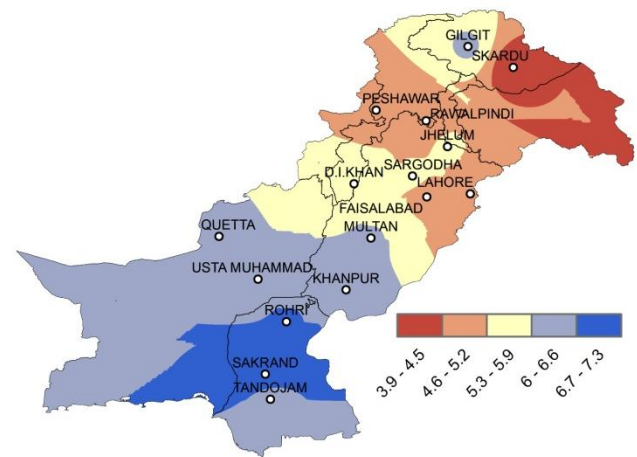 GILGIT
SKARDU
PESHAWAR
RAWALPINDI
JHELUM
SARGODHA
D.I.KHAN
LAHORE
FAISALABAD
MULTAN
QUETTA
USTA MUHAMMAD
KHANPUR
ROHRI
SAKRAND
TANDOJAM
3.9 - 4.5
4.6 - 5.2
5.3 - 5.9
6 - 6.6
6.7 - 7.3